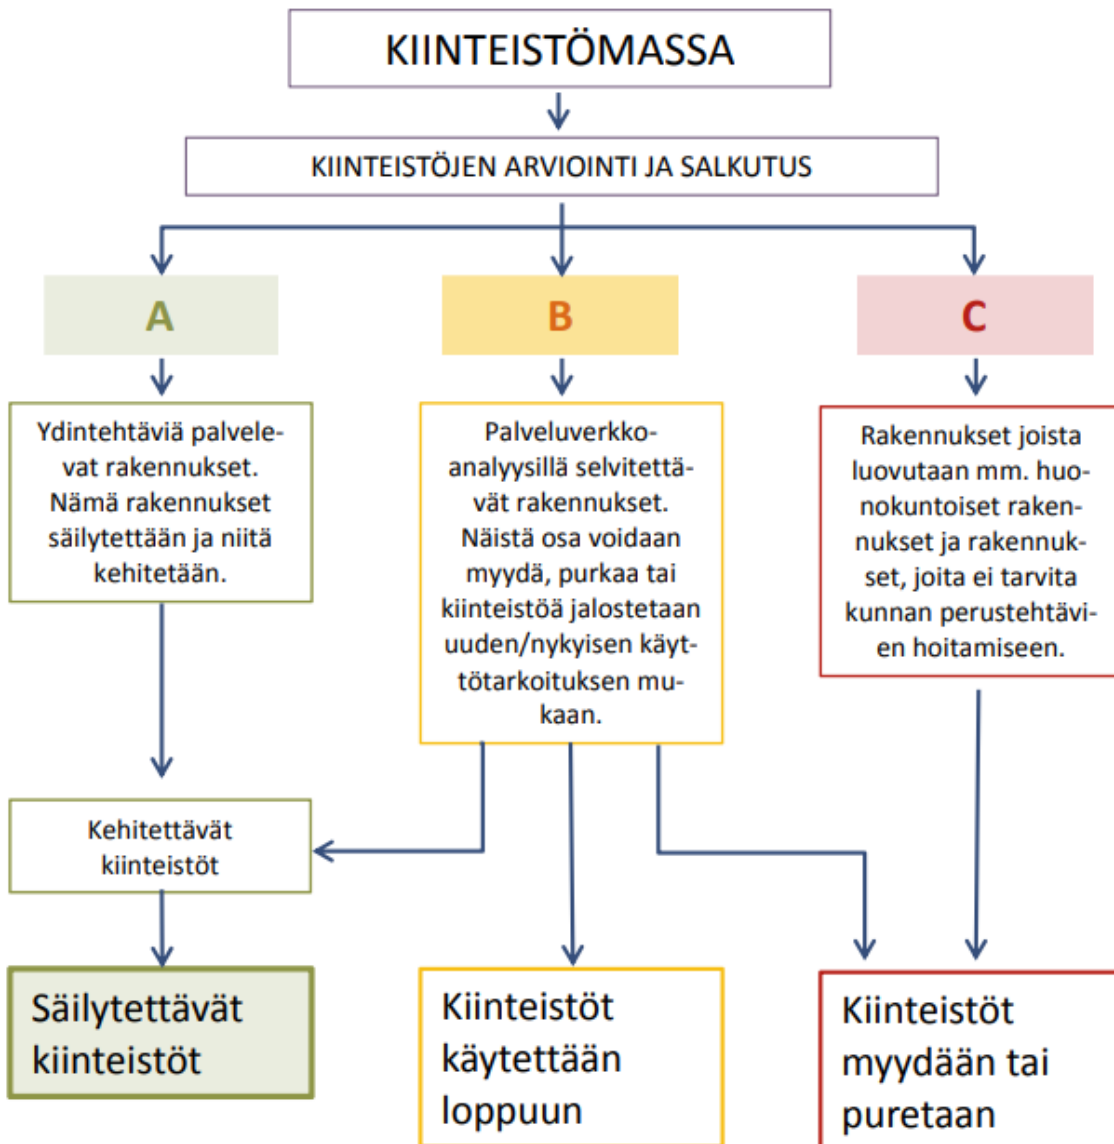 KIINTEISTÖMASSA
KIINTEISTÖJEN ARVIOINTI JA SALKUTUS
A
B
C
Ydintehtäviä palvele-
vat rakennukset.
Nämä rakennukset
säilytettään ja niitä
kehitetään.
Palveluverkko-
analyysillä selvitettä-
vät rakennukset.
Näistä osa voidaan
myydä, purkaa tai
kiinteistöä jalostetaan
uuden/nykyisen käyt-
tötarkoituksen mu-
kaan.
Rakennukset joista
luovutaan mm. huo-
nokuntoiset raken-
nukset ja rakennuk-
set, joita ei tarvita
kunnan perustehtävi-
en hoitamiseen.
Kehitettävät
kiinteistöt
Säilytettävät
kiinteistöt
Kiinteistöt
käytettään
loppuun
Kiinteistöt
myydään tai
puretaan